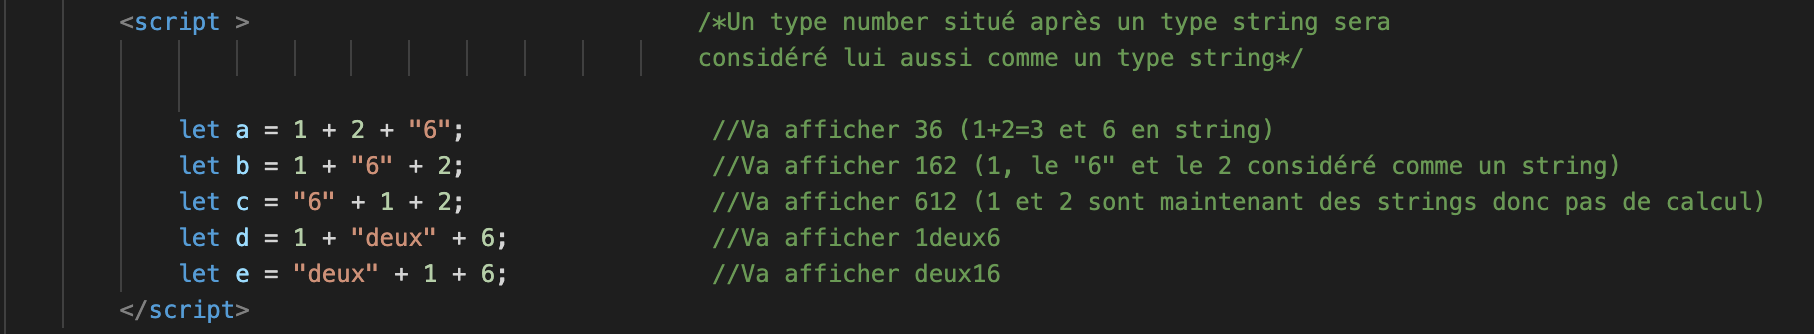 <script >                               /*Un type number situé après un type string sera
                                        considéré lui aussi comme un type string*/
    let a = 1 + 2 + "6";                 //Va afficher 36 (1+2=3 et 6 en string)
    let b = 1 + "6" + 2;                 //Va afficher 162 (1, le "6" et le 2 considéré comme un string)
    let c = "6" + 1 + 2;                 //Va afficher 612 (1 et 2 sont maintenant des strings donc pas de calcul)
    let d = 1 + "deux" + 6;              //Va afficher 1deux6
    let e = "deux" + 1 + 6;              //Va afficher deux16
</script>